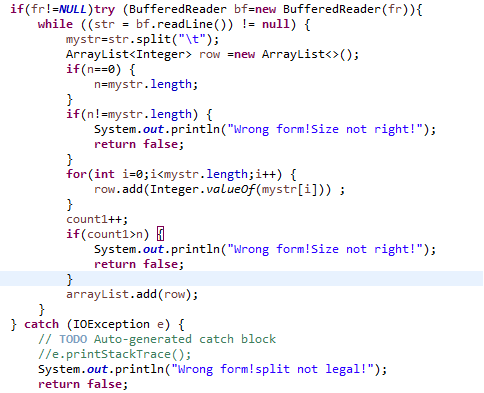 if(fr!=NULL)try (BufferedReader bf=new BufferedReader(fr)){
    while ((str = bf.readLine()) != null) {
        mystr=str.split("\t");
        ArrayList<Integer> row =new ArrayList<>();
        if(n==0) {
            n=mystr.length;
        }
        if(n!=mystr.length) {
            System.out.println("Wrong form!Size not right!");
            return false;
        }
        for(int i=0;i<mystr.length;i++) {
            row.add(Integer.valueOf(mystr[i])) ;
        }
        count1++;
        if(count1>n) {
            System.out.println("Wrong form!Size not right!");
            return false;
        }
        arrayList.add(row);
    }
} catch (IOException e) {
    // TODO Auto-generated catch block
    //e.printStackTrace();
    System.out.println("Wrong form!split not legal!");
    return false;